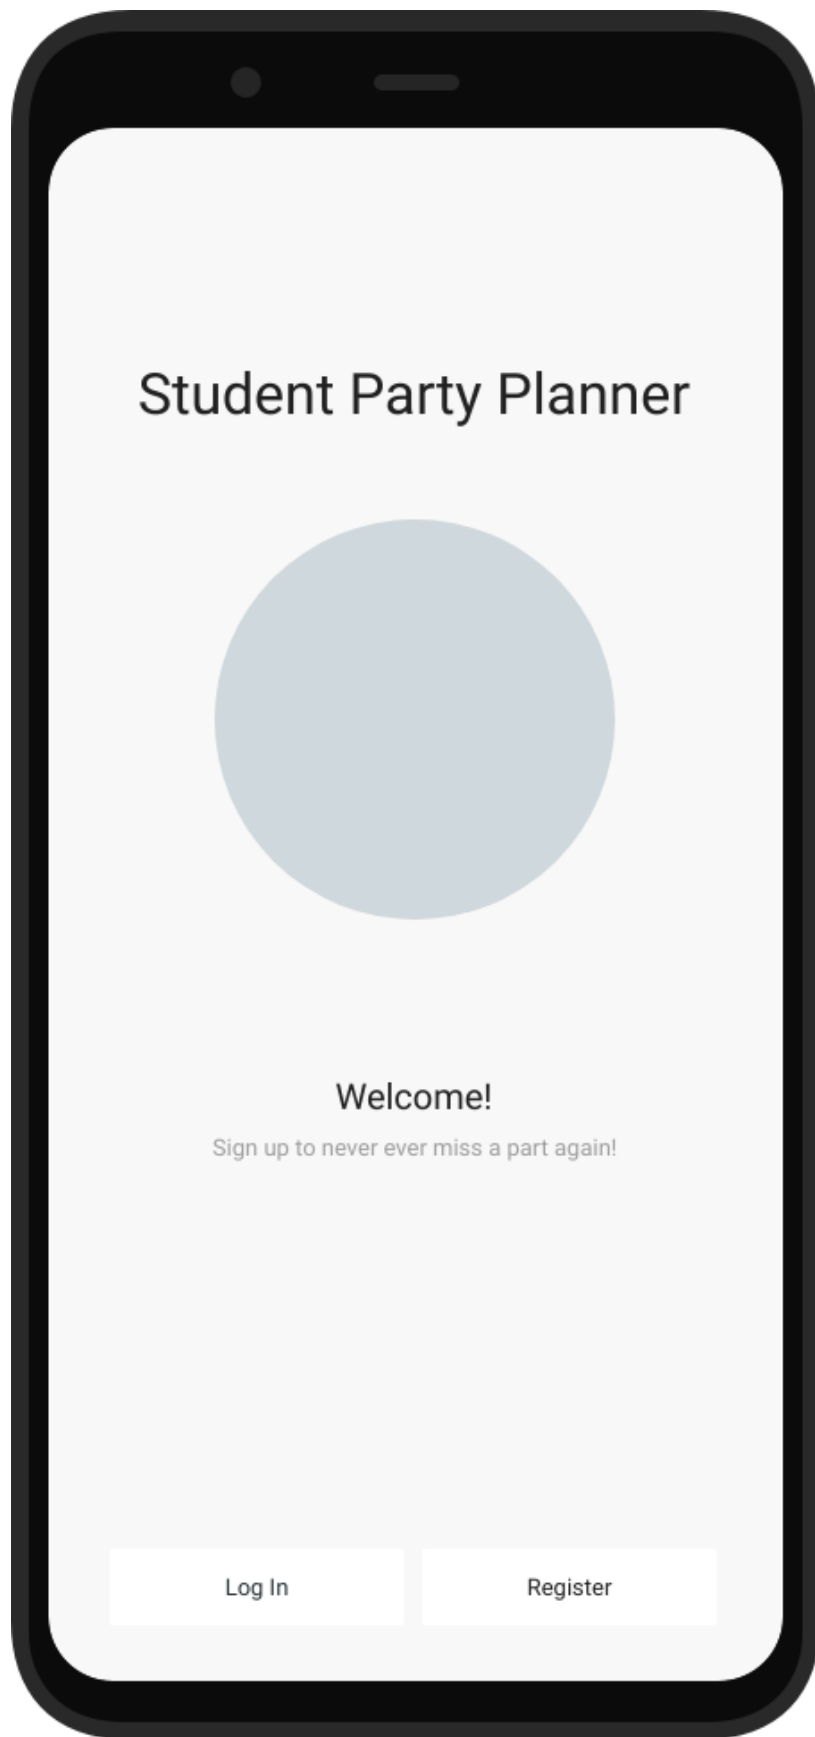 Student Party Planner
Welcome!
Sign up to never ever miss a part again!
Log In
Register